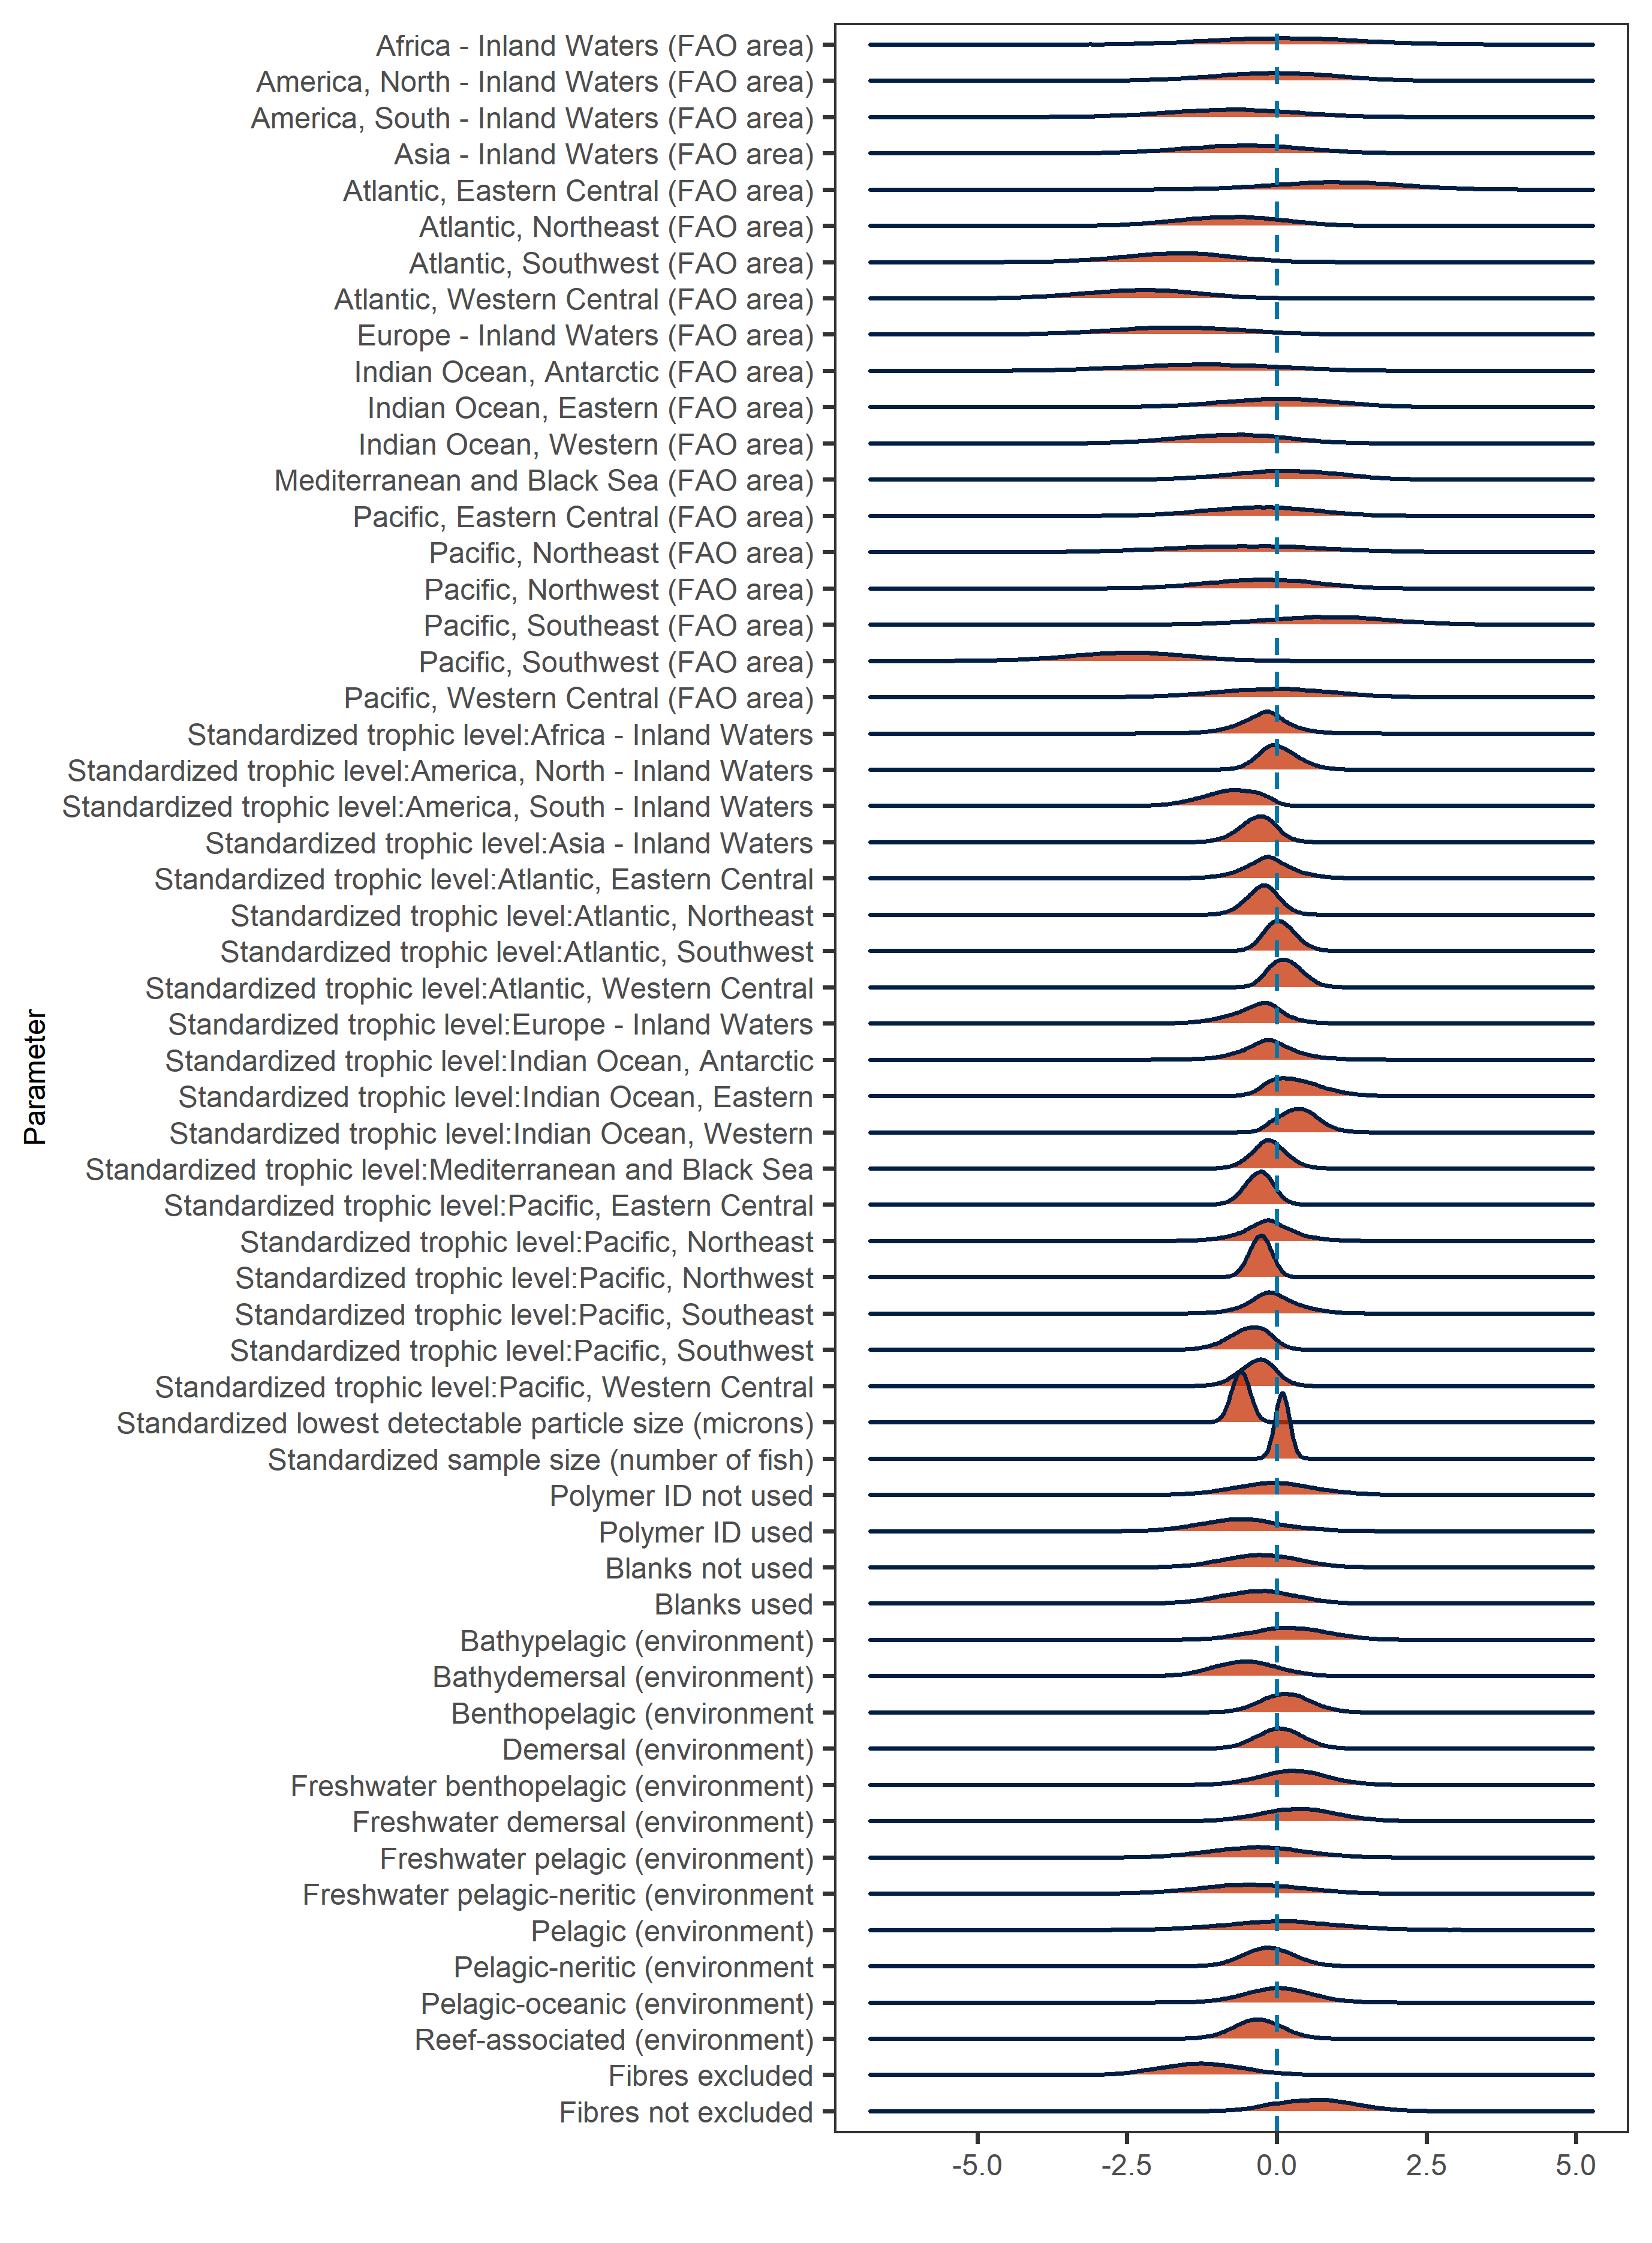 Africa - Inland Waters (FAO area)
America, North - Inland Waters (FAO area)
America, South - Inland Waters (FAO area)
Asia - Inland Waters (FAO area)
Atlantic, Eastern Central (FAO area)
Atlantic, Northeast (FAO area)
Atlantic, Southwest (FAO area)
Atlantic, Western Central (FAO area)
Europe - Inland Waters (FAO area)
Indian Ocean, Antarctic (FAO area)
Indian Ocean, Eastern (FAO area)
Indian Ocean, Western (FAO area)
Mediterranean and Black Sea (FAO area)
Pacific, Eastern Central (FAO area)
Pacific, Northeast (FAO area)
Pacific, Northwest (FAO area)
Pacific, Southeast (FAO area)
Pacific, Southwest (FAO area)
Pacific, Western Central (FAO area)
Standardized trophic level:Africa - Inland Waters
Standardized trophic level:America, North - Inland Waters
Standardized trophic level:America, South - Inland Waters
Standardized trophic level:Asia - Inland Waters
Standardized trophic level:Atlantic, Eastern Central
Standardized trophic level:Atlantic, Northeast
Standardized trophic level:Atlantic, Southwest
Standardized trophic level:Atlantic, Western Central
Standardized trophic level:Europe - Inland Waters
Standardized trophic level:Indian Ocean, Antarctic
Standardized trophic level:Indian Ocean, Eastern
Standardized trophic level:Indian Ocean, Western
Standardized trophic level:Mediterranean and Black Sea
Standardized trophic level:Pacific, Eastern Central
Standardized trophic level:Pacific, Northeast
Standardized trophic level:Pacific, Northwest
Standardized trophic level:Pacific, Southeast
Standardized trophic level:Pacific, Southwest
Standardized trophic level:Pacific, Western Central
Standardized lowest detectable particle size (microns)
Standardized sample size (number of fish)
Polymer ID not used
Polymer ID used
Blanks not used
Blanks used
Bathypelagic (environment)
Bathydemersal (environment)
Benthopelagic (environment
Demersal (environment)
Freshwater benthopelagic (environment)
Freshwater demersal (environment)
Freshwater pelagic (environment)
Freshwater pelagic-neritic (environment
Pelagic (environment)
Pelagic-neritic (environment
Pelagic-oceanic (environment)
Reef-associated (environment)
Fibres excluded
Fibres not excluded
Parameter
-5.0 -2.5 0.0 2.5 5.0